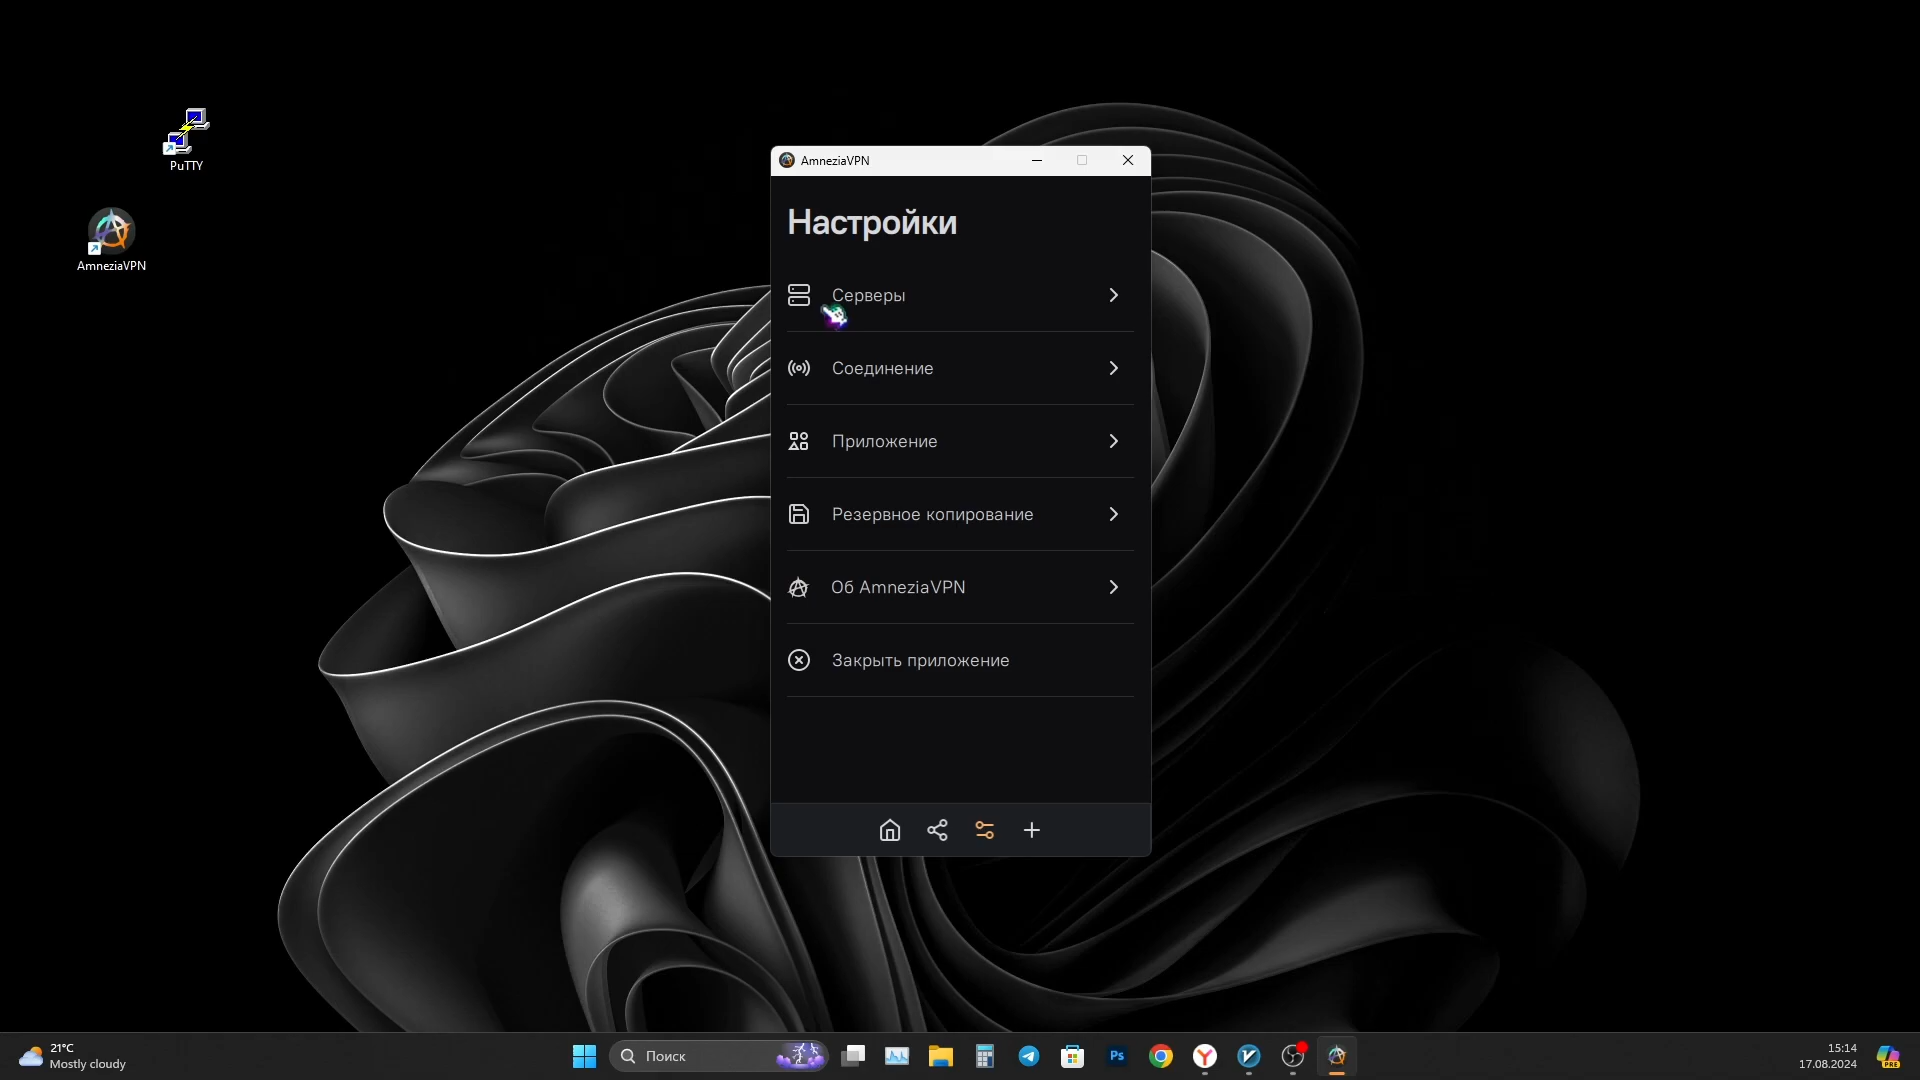 PuTTY
AmneziaVPN
AmneziaVPN
Настройки
Серверы
Соединение
Приложение
Резервное копирование
Об AmneziaVPN
Закрыть приложение
21°C
Mostly cloudy
Поиск
Ps
15:14
17.08.2024
PRE